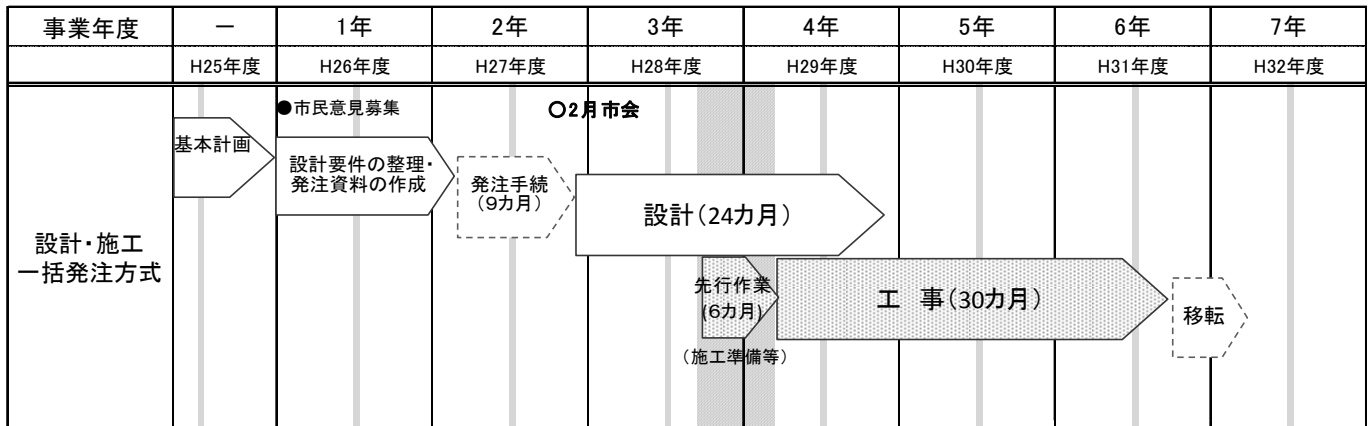 事業年度 ー 1年 2年 3年 4年 5年 6年 7年
H25年度 H26年度 H27年度 H28年度 H29年度 H30年度 H31年度 H32年度
●市民意見募集 ○2月市会
基本計画
設計要件の整理・
発注資料の作成
発注手続
（9カ月）
設計（24カ月）
設計・施工
一括発注方式
先行作業
(6カ月)
（施工準備等）
工 事（30カ月）
移転